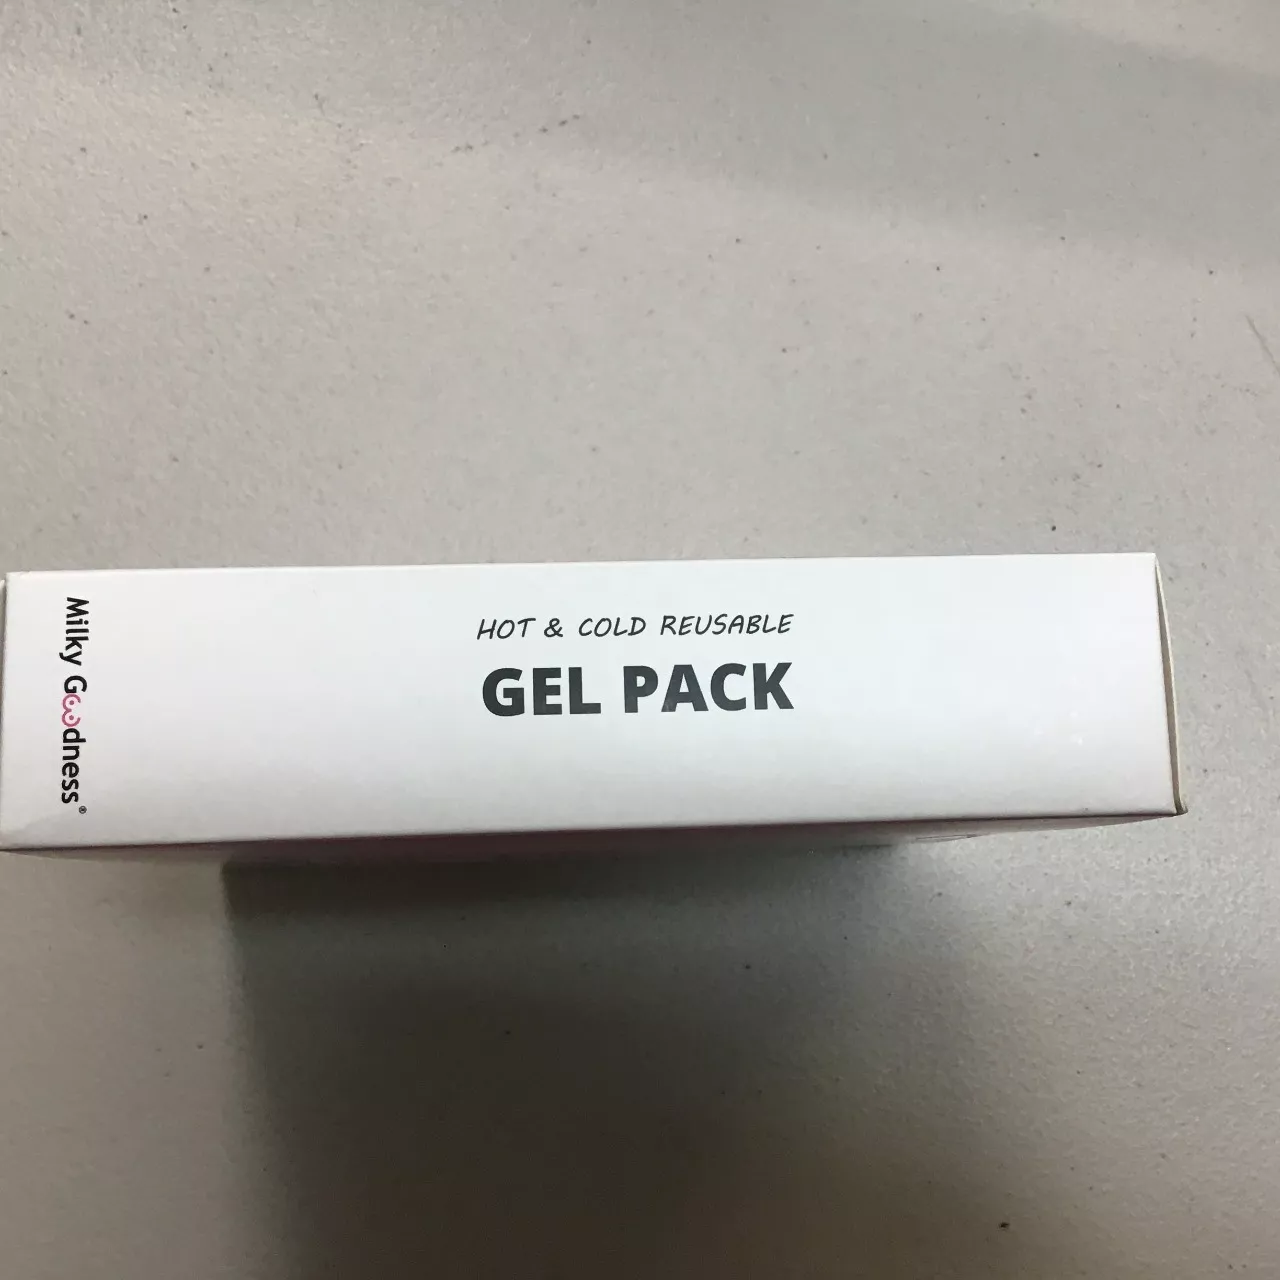 HOT & COLD REUSABLE
GEL PACK
Milky Goodness®